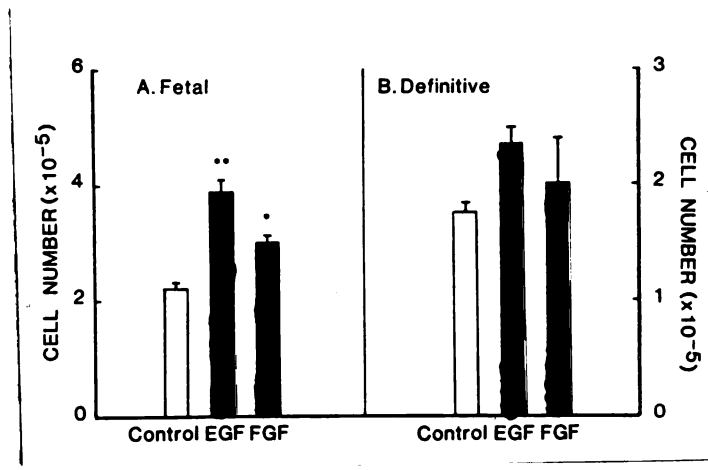 A. Fetal
B. Definitive
CELL NUMBER (x10⁻⁵)
6
4
2
0
••
•
Control EGF FGF
Control EGF FGF
3
2
1
0
CELL NUMBER (x10⁻⁵)